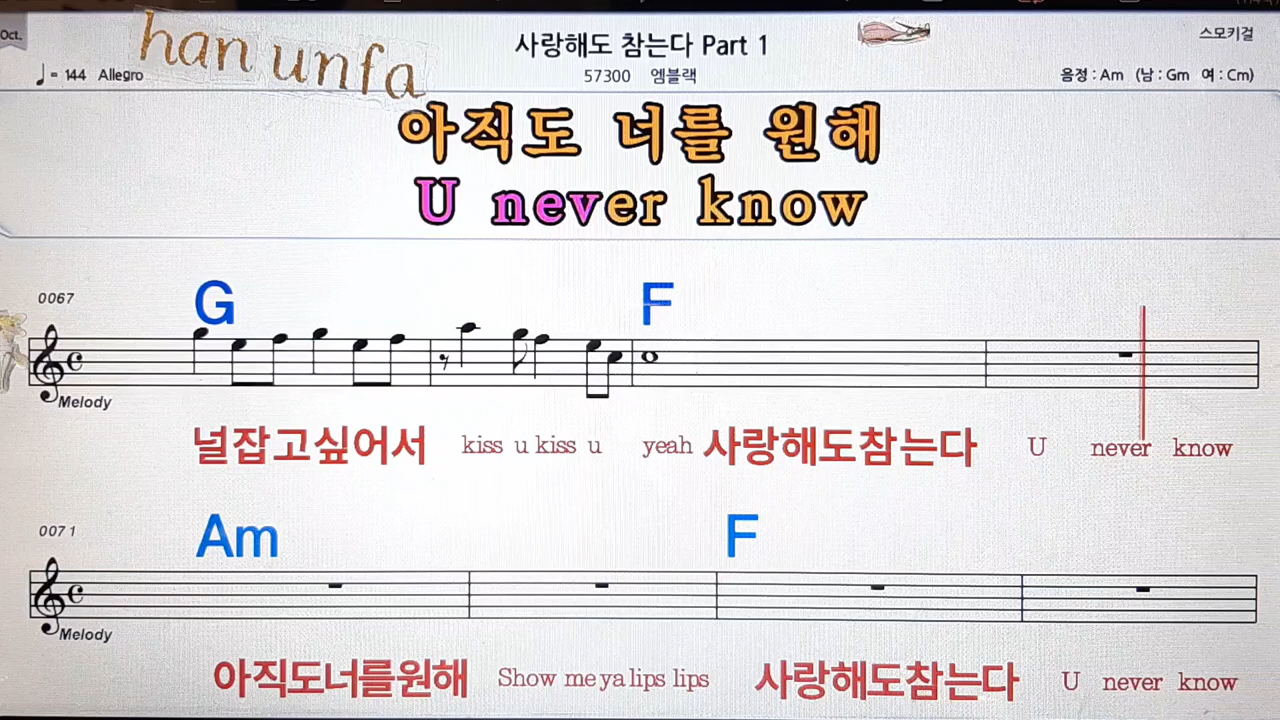 Oct.
han unfa
사랑해도 참는다 Part 1
스모키걸
♩= 144 Allegro
57300 엠블랙
음정 : Am (남 : Gm 여 : Cm)
아직도 너를 원해
U never know
0067
G F
Melody
널잡고싶어서 kiss u kiss u yeah 사랑해도참는다 U never know
0071
Am F
Melody
아직도너를원해 Show me ya lips lips 사랑해도참는다 U never know